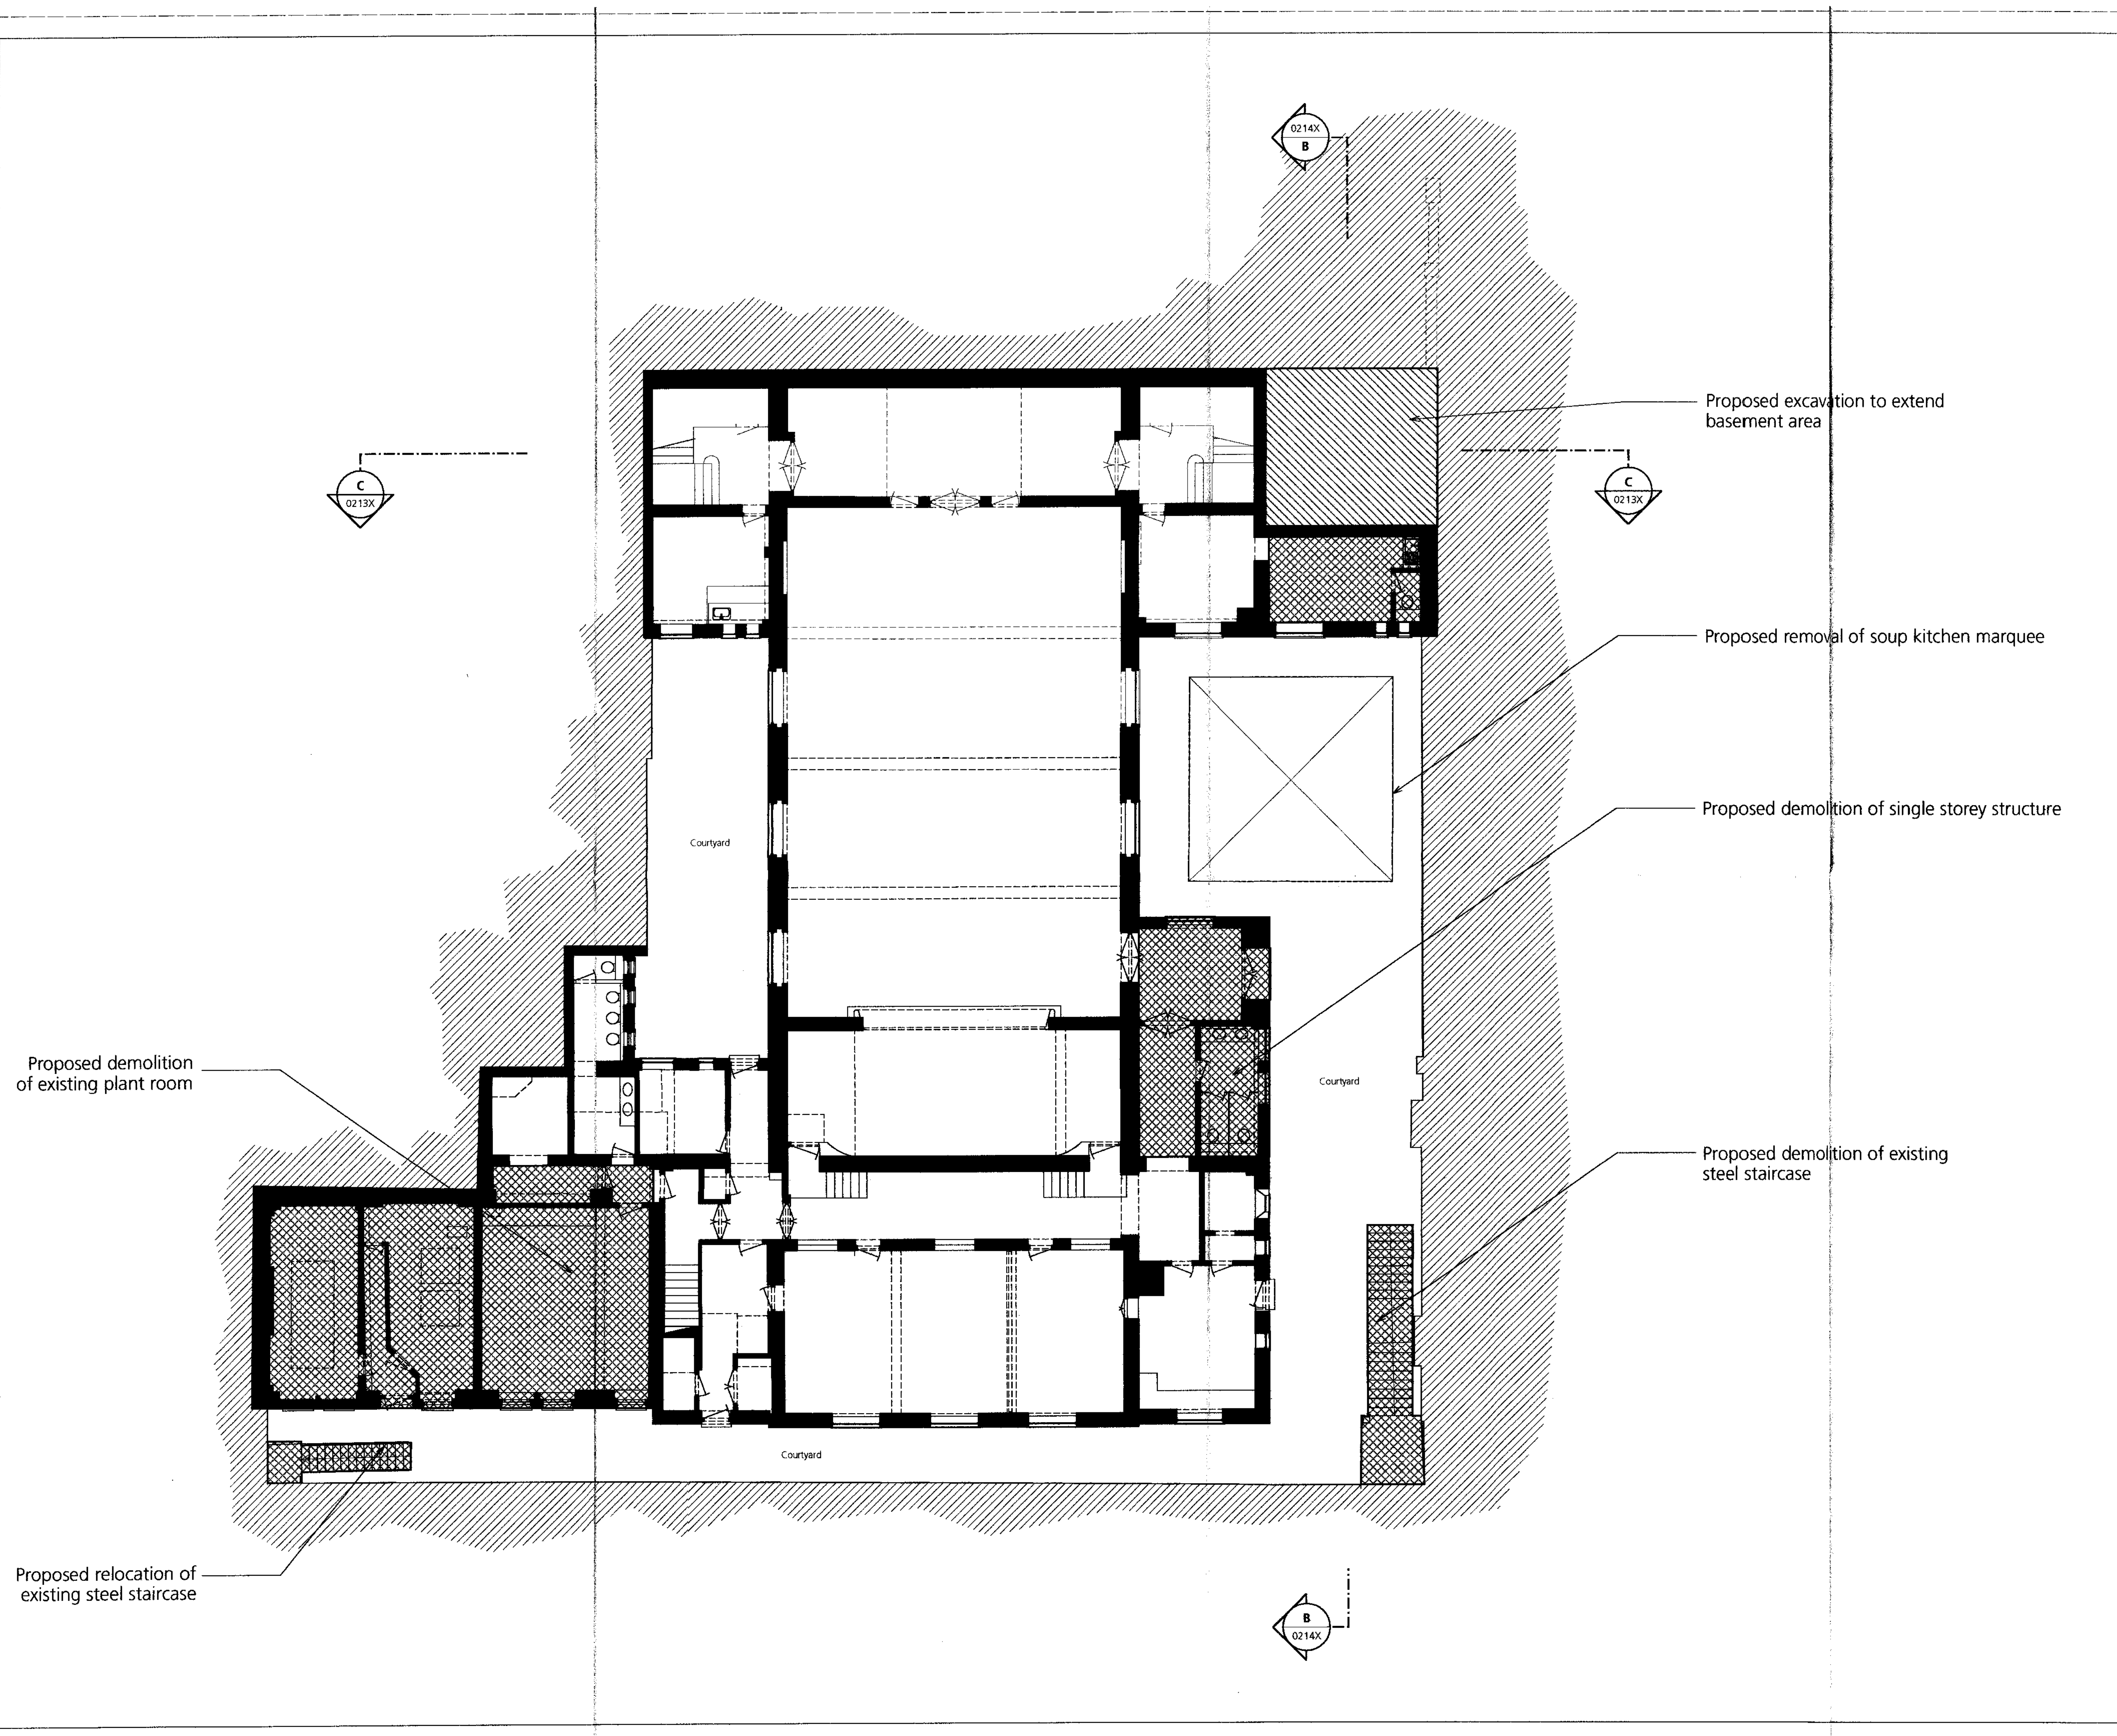 0214X
B
Proposed excavation to extend
basement area
C
0213X
C
0213X
Proposed removal of soup kitchen marquee
Proposed demolition of single storey structure
Courtyard
Proposed demolition
of existing plant room
Courtyard
Proposed demolition of existing
steel staircase
Courtyard
Proposed relocation of
existing steel staircase
B
0214X